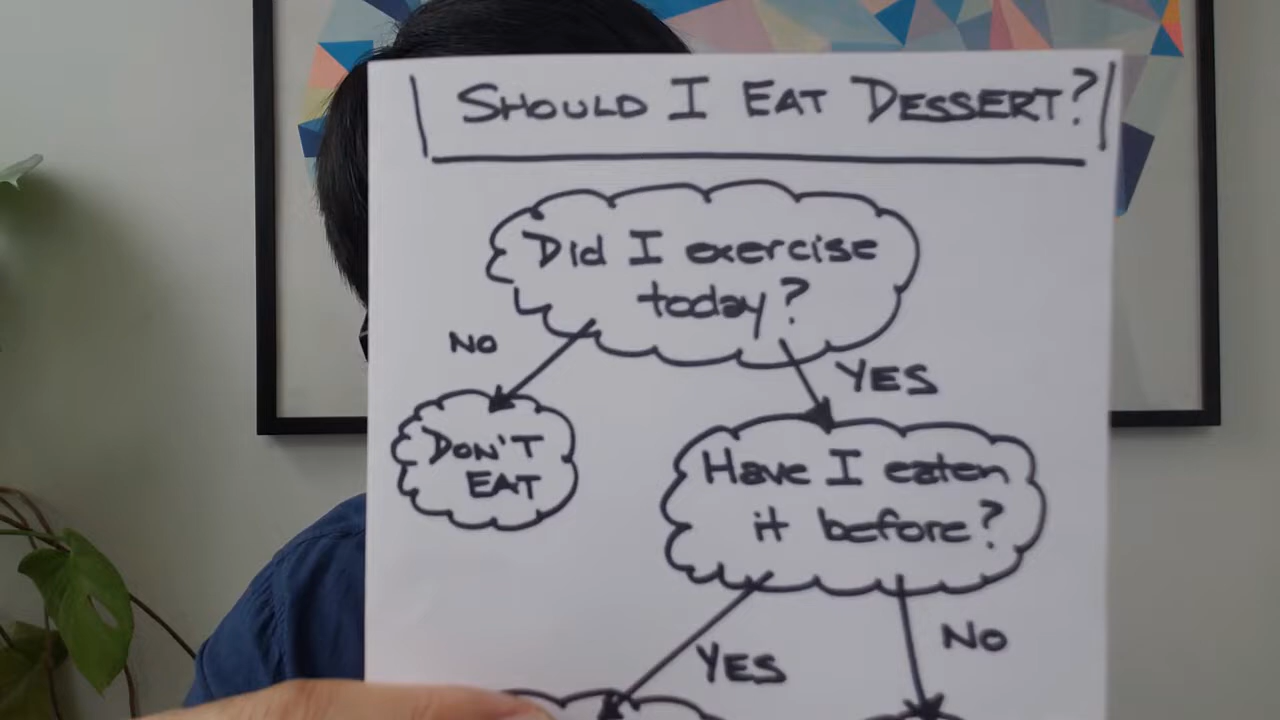 SHOULD I EAT DESSERT?
Did I exercise
today?
NO
YES
DON'T
EAT
Have I eaten
it before?
YES
NO